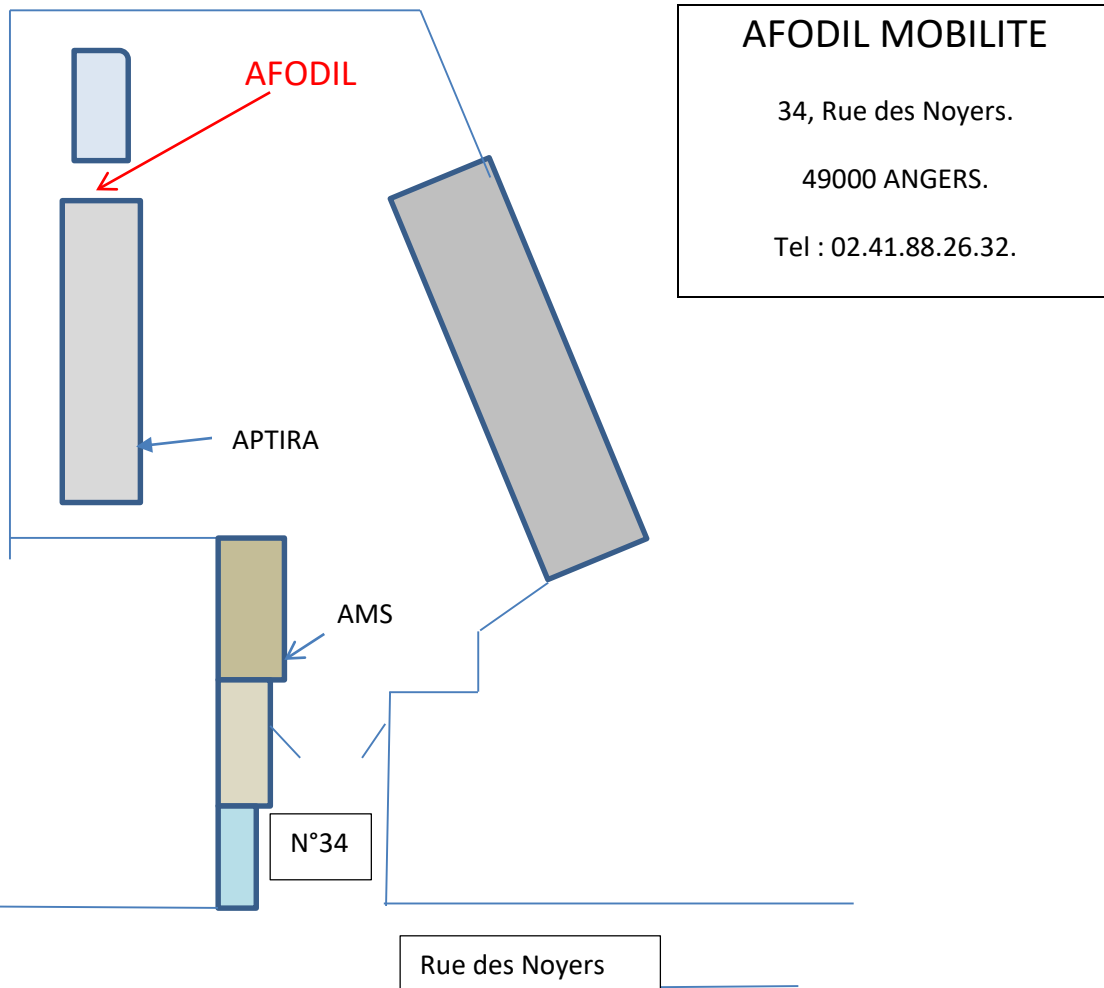 AFODIL MOBILITE
34, Rue des Noyers.
49000 ANGERS.
Tel : 02.41.88.26.32.
AFODIL
APTIRA
AMS
N°34
Rue des Noyers